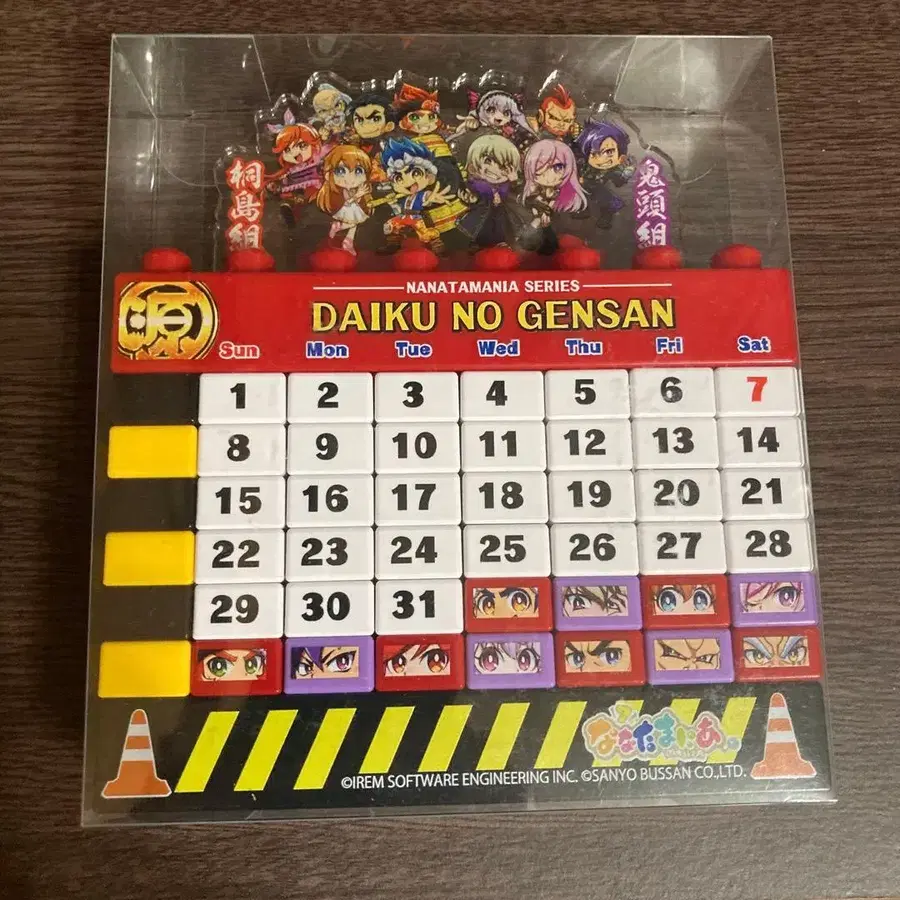 桐島組
鬼頭組
源
NANATAMANIA SERIES
DAIKU NO GENSAN
Sun Mon Tue Wed Thu Fri Sat
1 2 3 4 5 6 7
8 9 10 11 12 13 14
15 16 17 18 19 20 21
22 23 24 25 26 27 28
29 30 31
ななたまにあ。
©IREM SOFTWARE ENGINEERING INC. ©SANYO BUSSAN CO.,LTD.